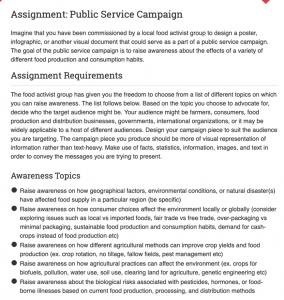 Assignment: Public Service Campaign
Imagine that you have been commissioned by a local food activist group to design a poster,
infographic, or another visual document that could serve as a part of a public service campaign.
The goal of the public service campaign is to raise awareness about the effects of a variety of
different food production and consumption habits.
Assignment Requirements
The food activist group has given you the freedom to choose from a list of different topics on which
you can raise awareness. The list follows below. Based on the topic you choose to advocate for,
decide who the target audience might be. Your audience might be farmers, consumers, food
production and distribution businesses, governments, international organizations, or it may be
widely applicable to a host of different audiences. Design your campaign piece to suit the audience
you are targeting. The campaign piece you produce should be more of visual representation of
information rather than text-heavy. Make use of facts, statistics, information, images, and text in
order to convey the messages you are trying to present.
Awareness Topics
● Raise awareness on how geographical factors, environmental conditions, or natural disaster(s)
have affected food supply in a particular region (be specific)
● Raise awareness on how consumer choices affect the environment locally or globally (consider
exploring issues such as local vs imported foods, fair trade vs free trade, over-packaging vs
minimal packaging, sustainable food production and consumption habits, demand for cash-
crops instead of food production etc)
● Raise awareness on how different agricultural methods can improve crop yields and food
production (ex. crop rotation, no tillage, fallow fields, pest management etc)
● Raise awareness on how agricultural practices can affect the environment (ex. crops for
biofuels, pollution, water use, soil use, clearing land for agriculture, genetic engineering etc)
● Raise awareness about the biological risks associated with pesticides, hormones, or food-
borne illnesses based on current food production, processing, and distribution methods